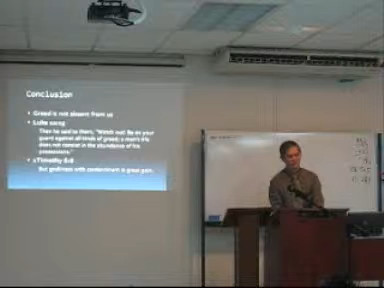 Conclusion
Greed is not absent from us
Luke 12:15
Then he said to them, "Watch out! Be on your
guard against all kinds of greed; a man's life
does not consist in the abundance of his
possessions."
1Timothy 6:6
But godliness with contentment is great gain.